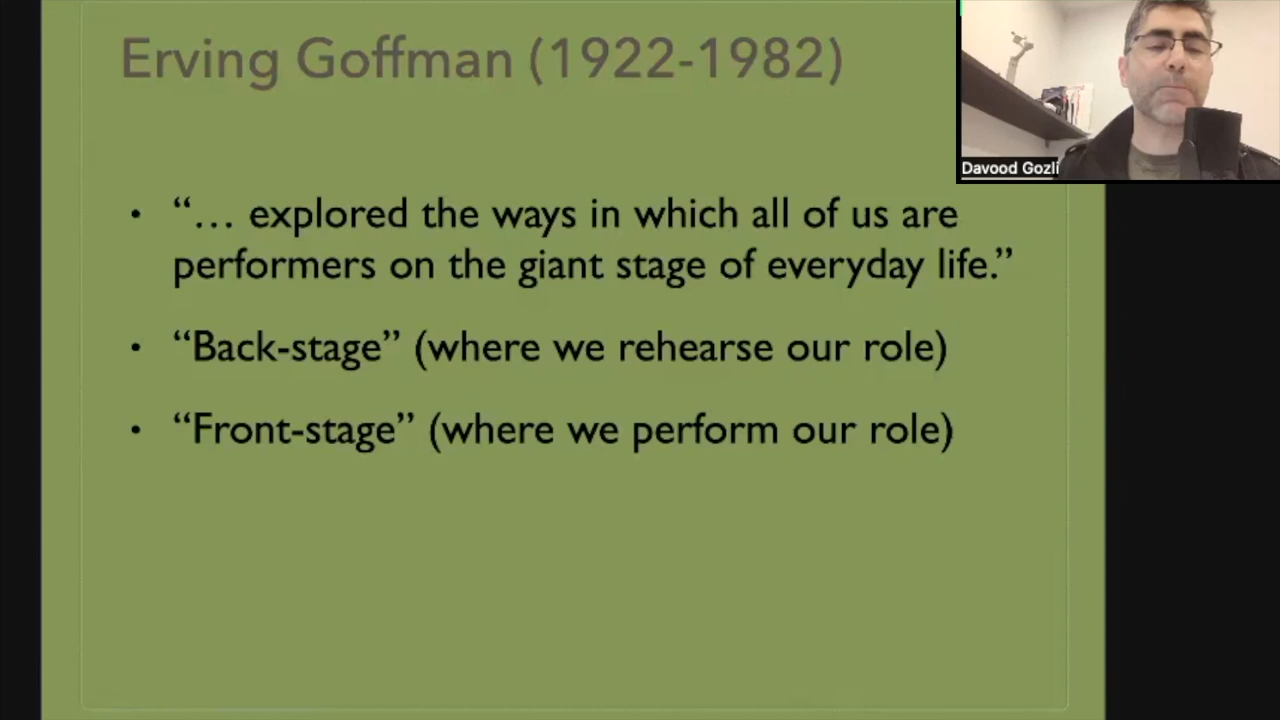 Erving Goffman (1922-1982)
Davood Gozli
• “… explored the ways in which all of us are
performers on the giant stage of everyday life.”
• “Back-stage” (where we rehearse our role)
• “Front-stage” (where we perform our role)